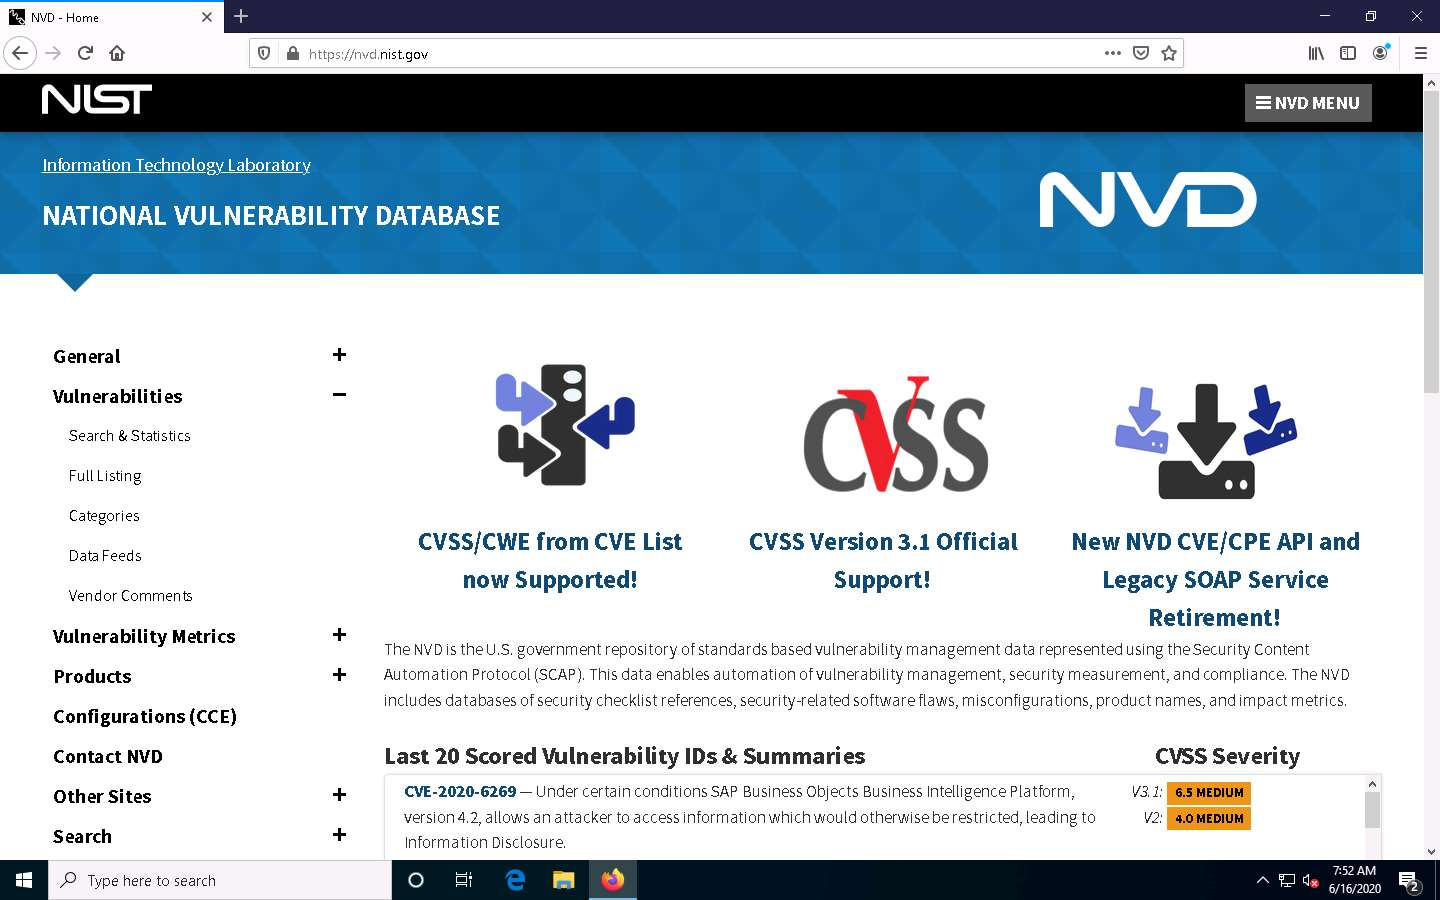 NVD - Home
https://nvd.nist.gov
NIST
NVD MENU
Information Technology Laboratory
NATIONAL VULNERABILITY DATABASE
NVD
General
Vulnerabilities
Search & Statistics
Full Listing
Categories
Data Feeds
Vendor Comments
Vulnerability Metrics
Products
Configurations (CCE)
Contact NVD
Other Sites
Search
CVSS
CVSS/CWE from CVE List
now Supported!
CVSS Version 3.1 Official
Support!
New NVD CVE/CPE API and
Legacy SOAP Service
Retirement!
The NVD is the U.S. government repository of standards based vulnerability management data represented using the Security Content
Automation Protocol (SCAP). This data enables automation of vulnerability management, security measurement, and compliance. The NVD
includes databases of security checklist references, security-related software flaws, misconfigurations, product names, and impact metrics.
Last 20 Scored Vulnerability IDs & Summaries
CVSS Severity
CVE-2020-6269 — Under certain conditions SAP Business Objects Business Intelligence Platform,
version 4.2, allows an attacker to access information which would otherwise be restricted, leading to
Information Disclosure.
V3.1: 6.5 MEDIUM
V2: 4.0 MEDIUM
Type here to search
7:52 AM
6/16/2020
2